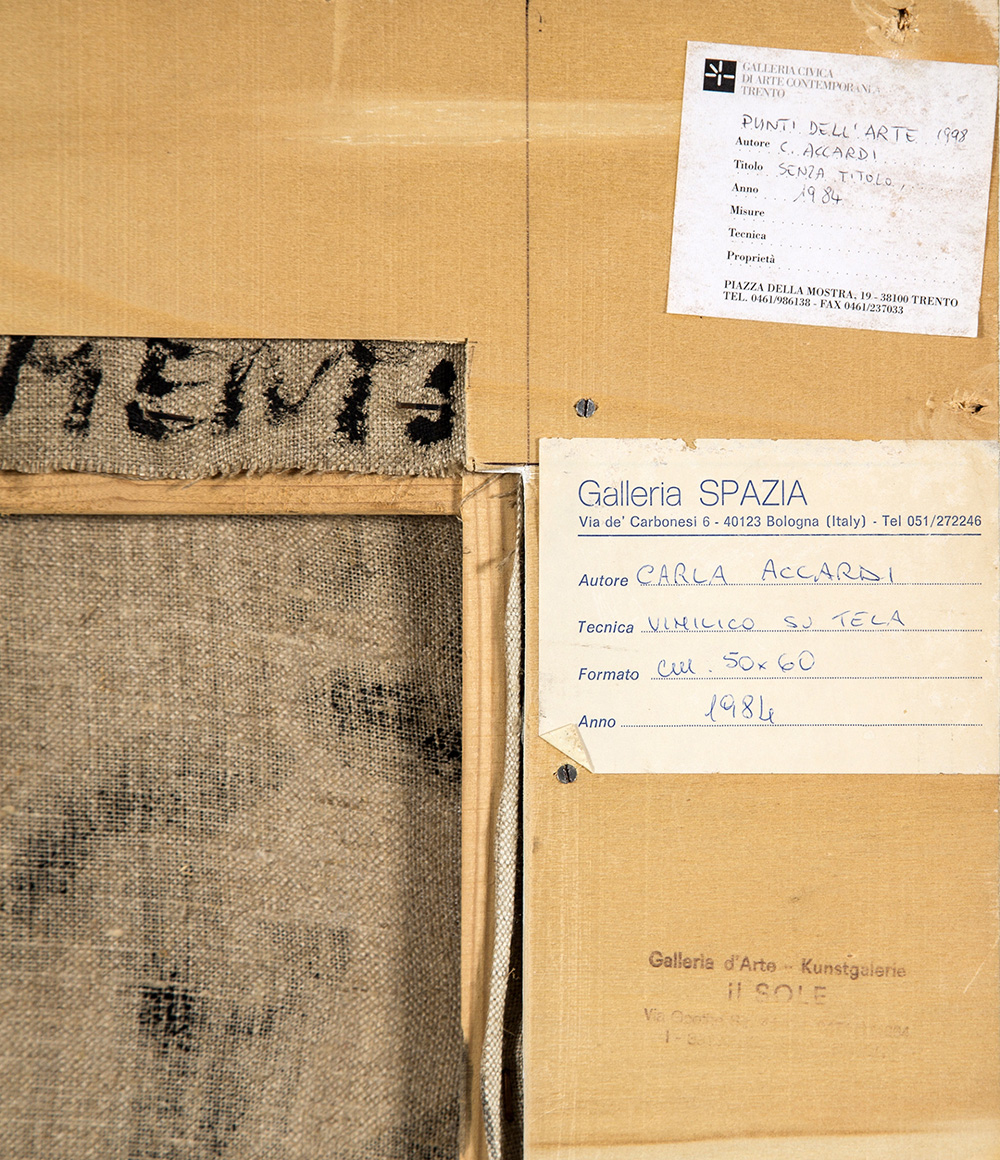 GALLERIA CIVICA
DI ARTE CONTEMPORANEA
TRENTO
PUNTI DELL'ARTE 1998
Autore C. ACCARDI
Titolo SENZA TITOLO,
Anno 1984
Misure
Tecnica
Proprietà
PIAZZA DELLA MOSTRA, 19 - 38100 TRENTO
TEL. 0461/986138 - FAX 0461/237033
MENT
Galleria SPAZIA
Via de' Carbonesi 6 - 40123 Bologna (Italy) - Tel 051/272246
Autore CARLA ACCARDI
Tecnica VINILICO SU TELA
Formato cm. 50x60
Anno 1984
Galleria d'Arte - Kunstgalerie
Il SOLE
Via
I -